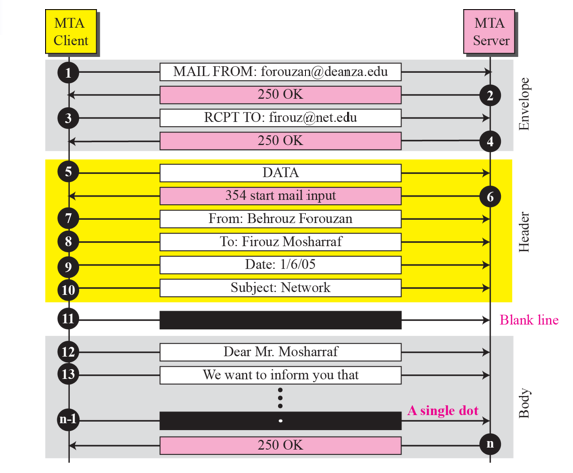 MTA
Client
MTA
Server
1
MAIL FROM: forouzan@deanza.edu
250 OK
2
3
RCPT TO: firouz@net.edu
250 OK
4
Envelope
5
DATA
354 start mail input
6
7
From: Behrouz Forouzan
8
To: Firouz Mosharraf
9
Date: 1/6/05
10
Subject: Network
Header
11
Blank line
12
Dear Mr. Mosharraf
13
We want to inform you that
n-1
.
A single dot
250 OK
n
Body